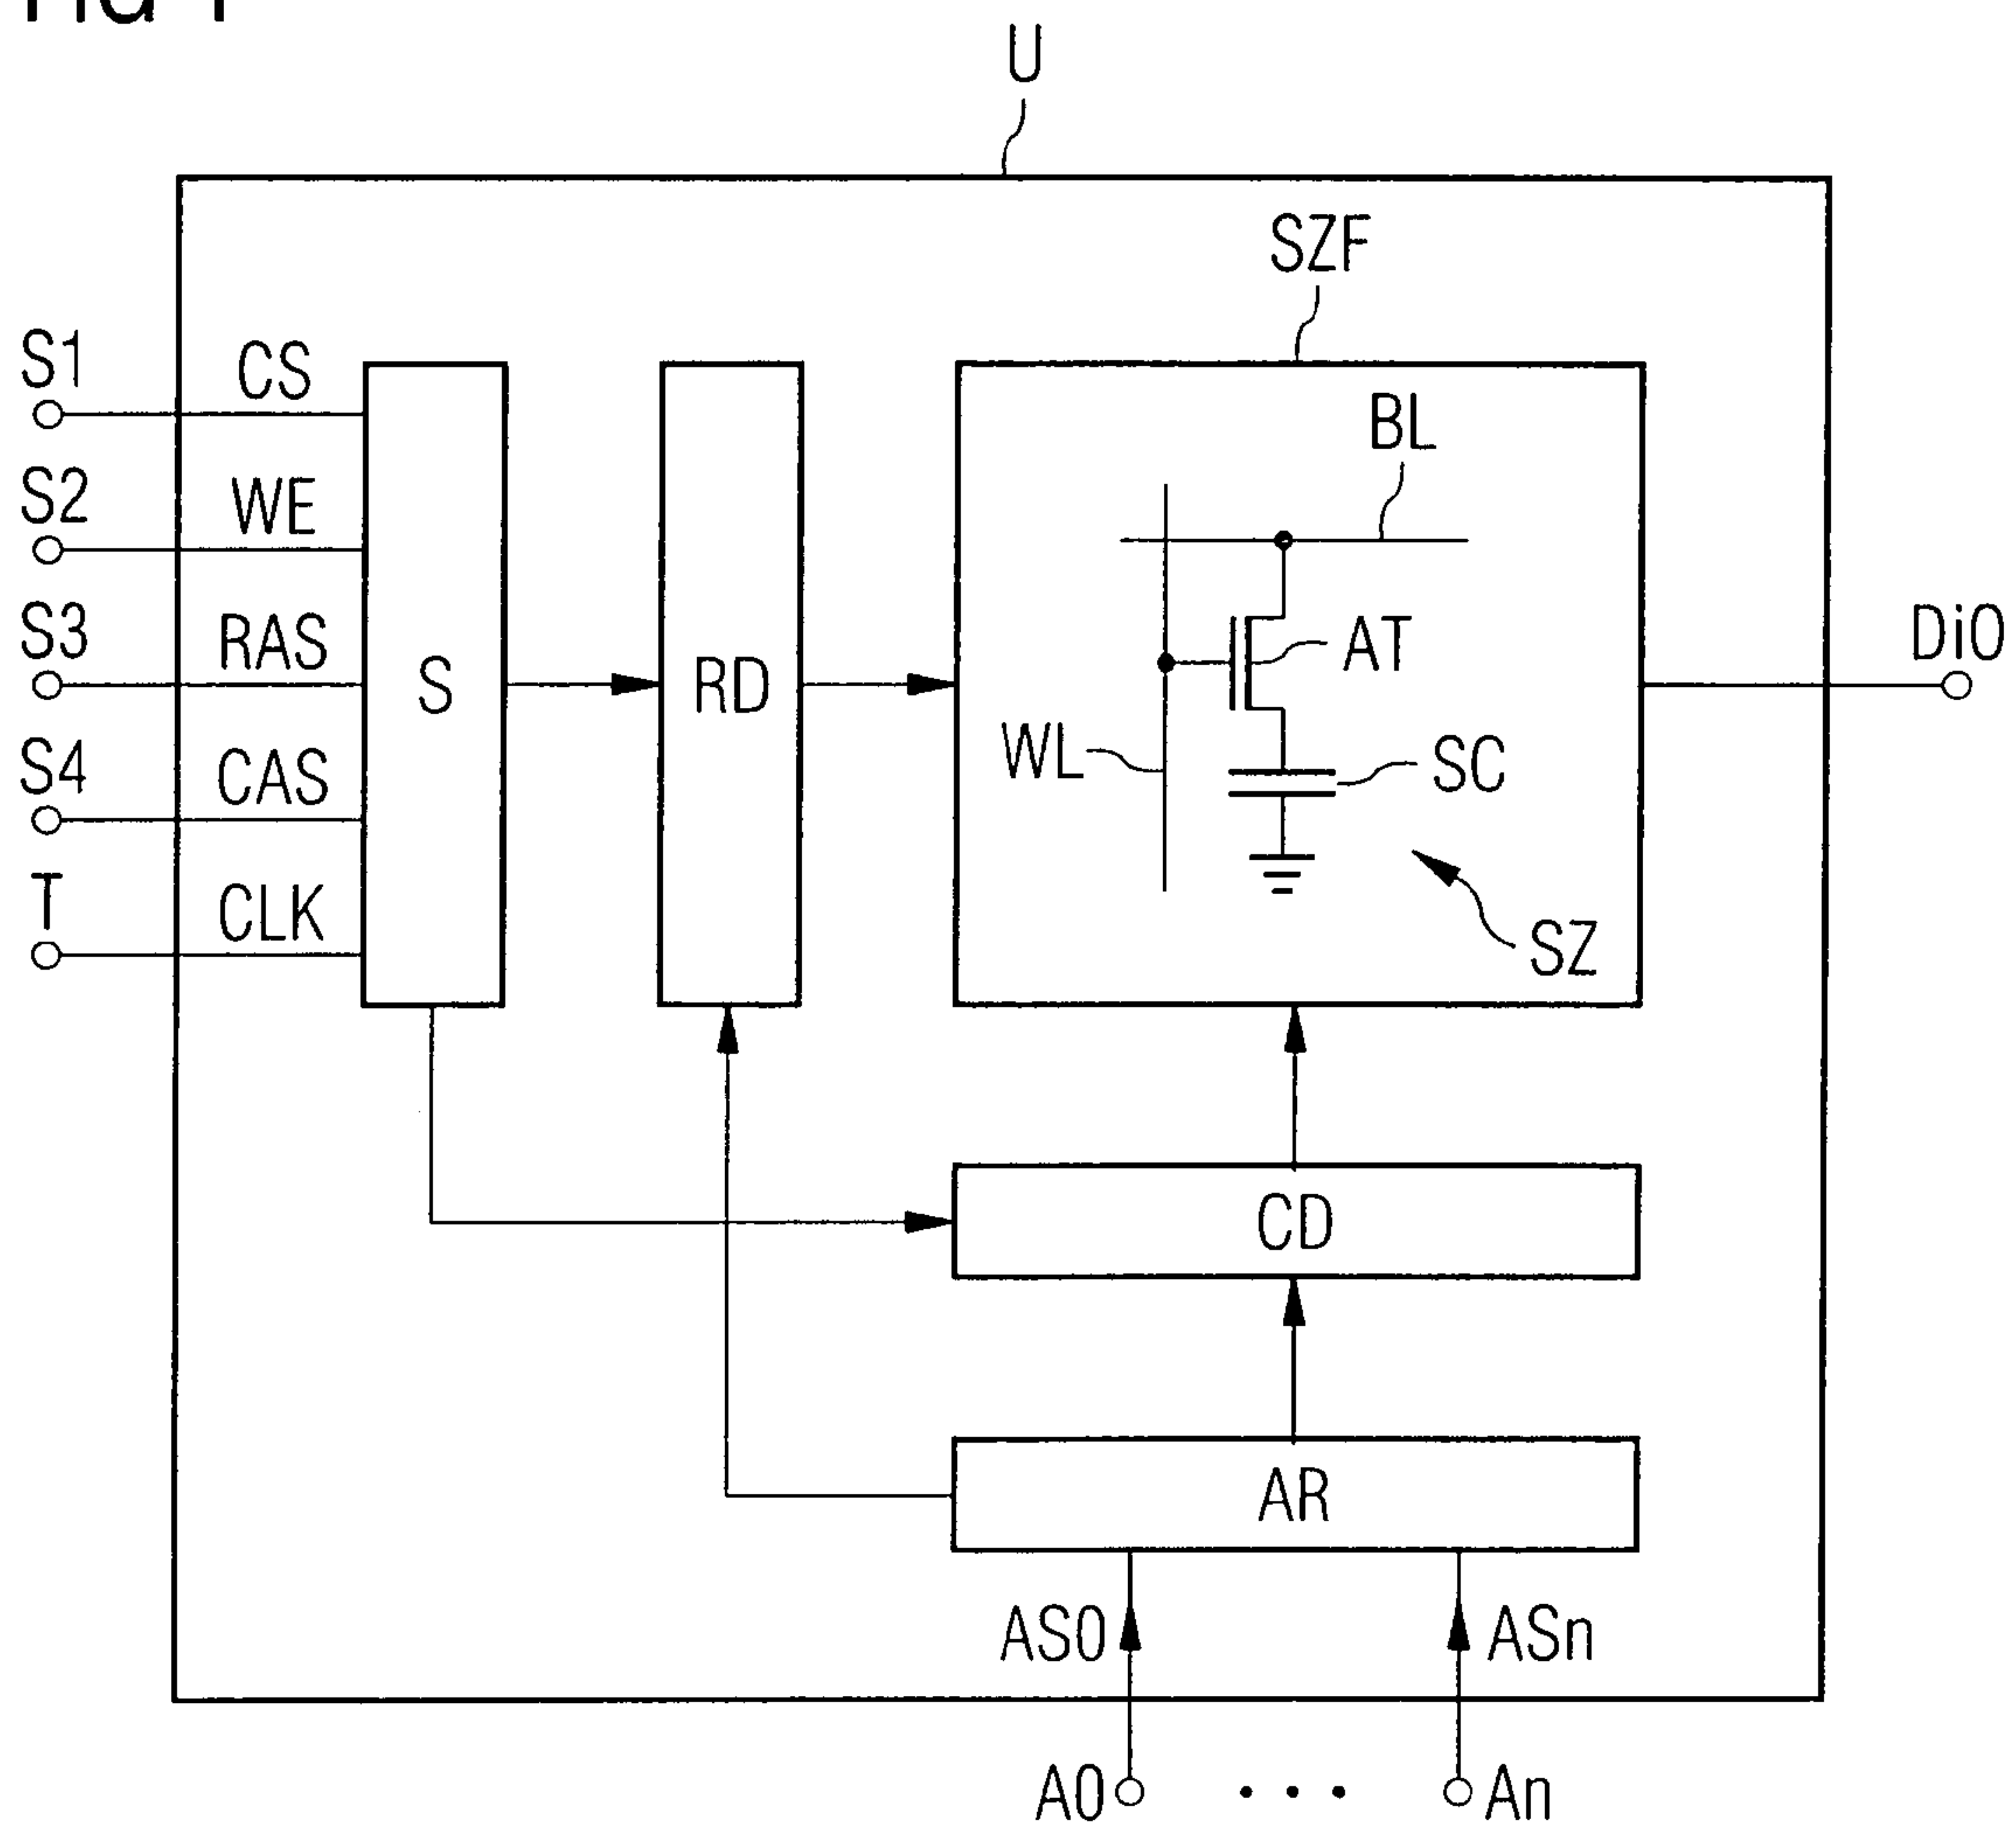 U
SZF
S1
CS
BL
S2
WE
S3
RAS
S
RD
AT
DiO
S4
CAS
WL
SC
T
CLK
SZ
CD
AR
AS0
ASn
A0
. . .
An